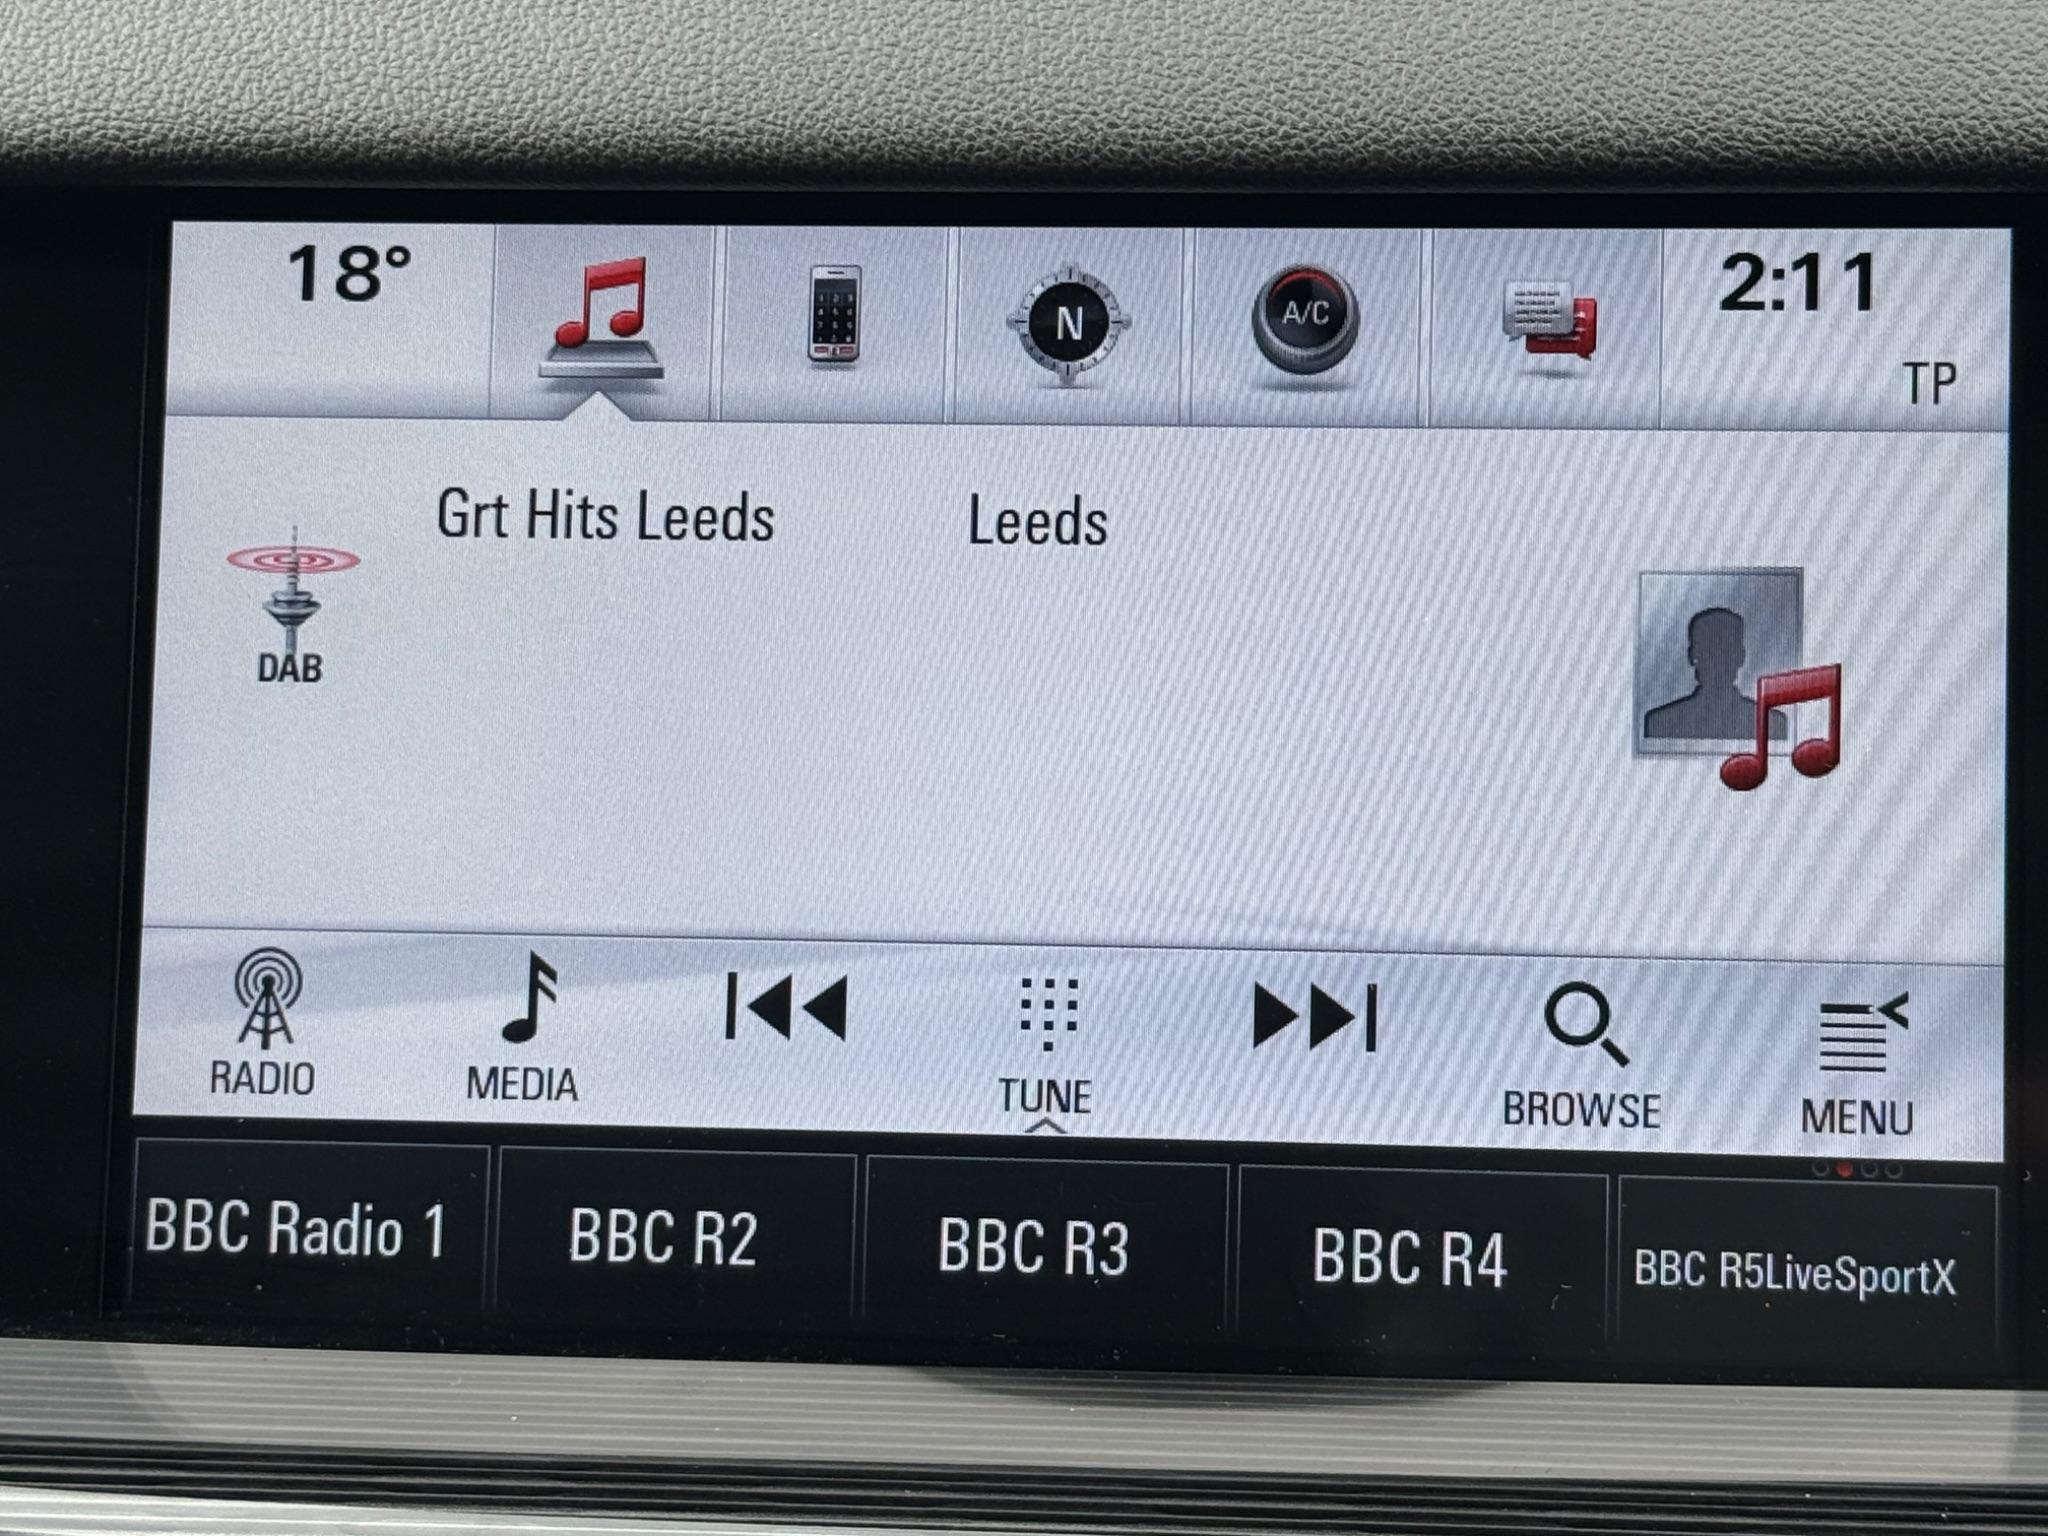 18°
N
A/C
2:11
TP
Grt Hits Leeds
Leeds
DAB
RADIO
MEDIA
TUNE
BROWSE
MENU
BBC Radio 1
BBC R2
BBC R3
BBC R4
BBC R5LiveSportX